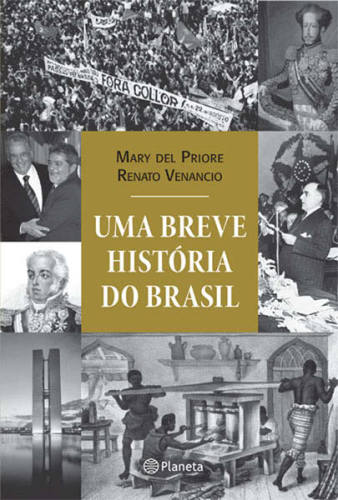 FORA COLLOR!
MARY DEL PRIORE
RENATO VENANCIO
UMA BREVE
HISTÓRIA
DO BRASIL
Planeta